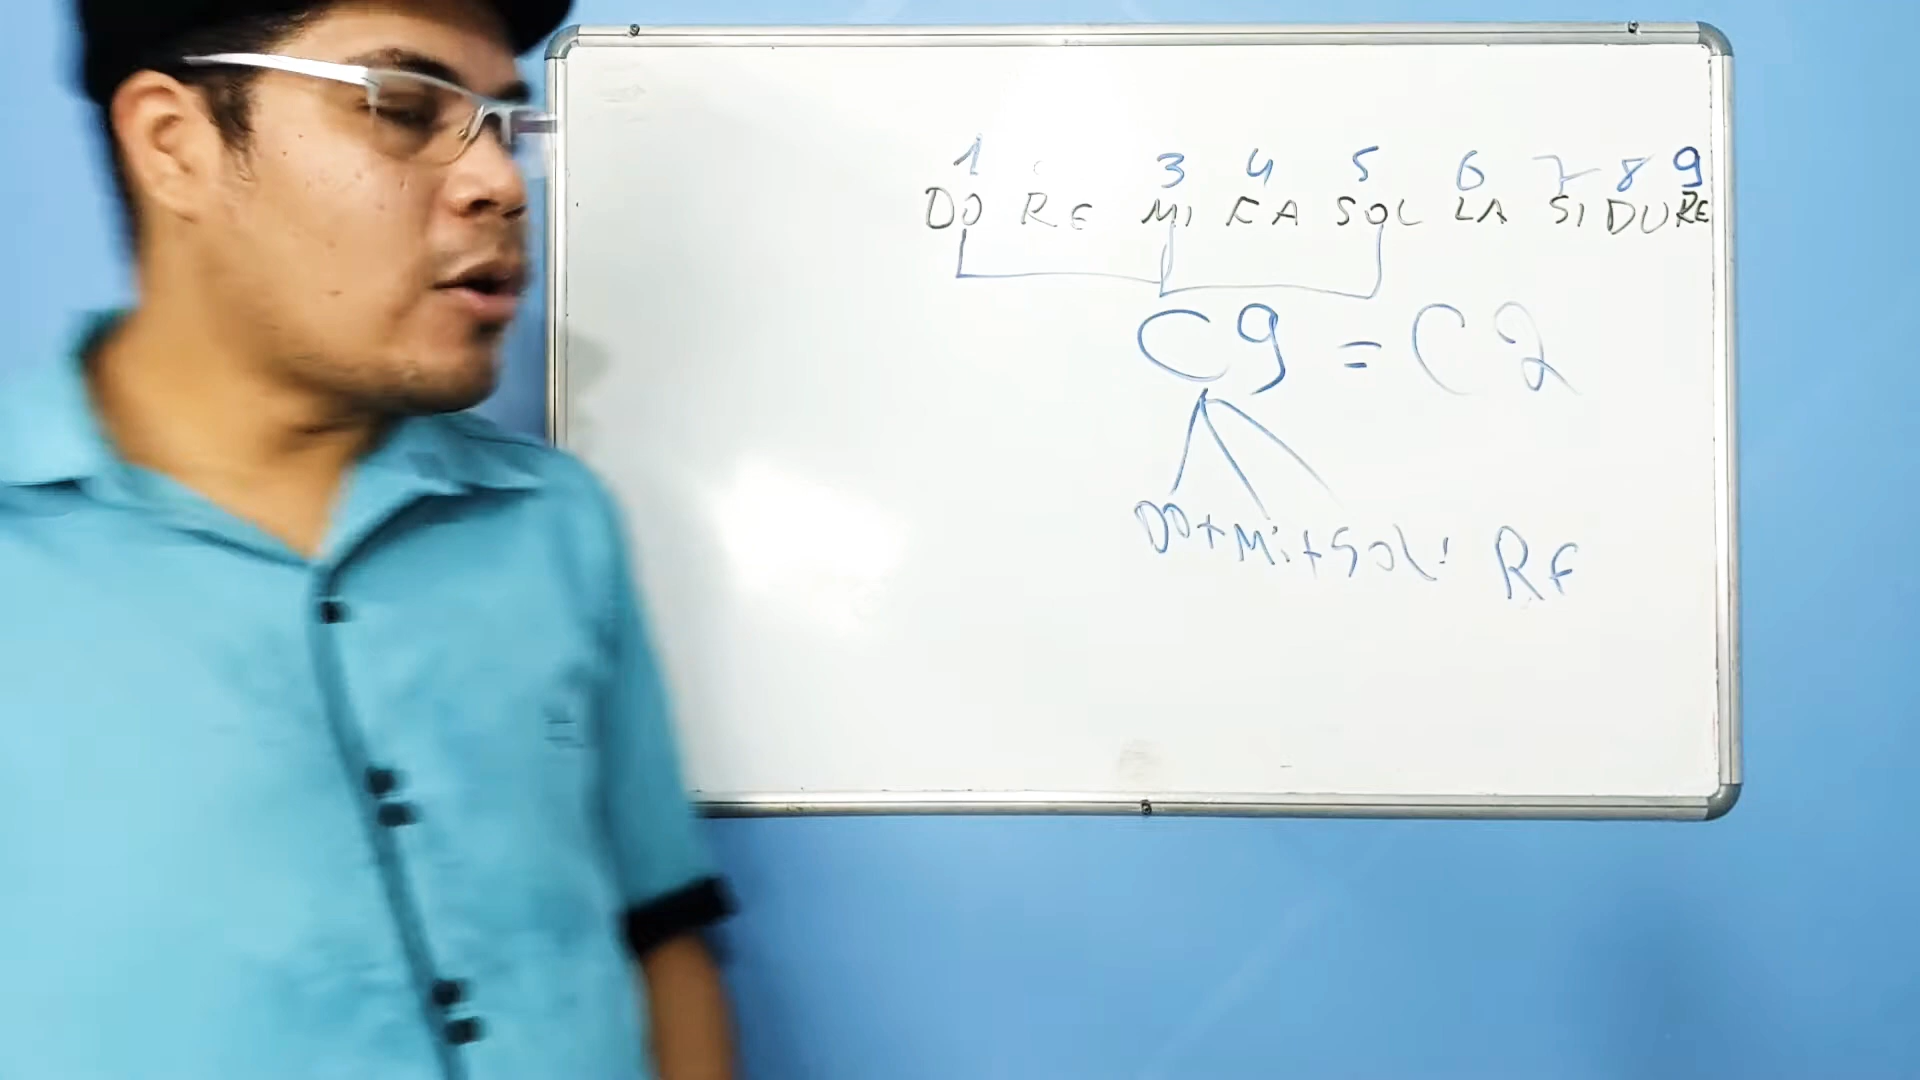 1 3 4 5 6 7 8 9
DO RE MI FA SOL LA SI DO RE
C9 = C2
DO+Mi+SOL+ RE